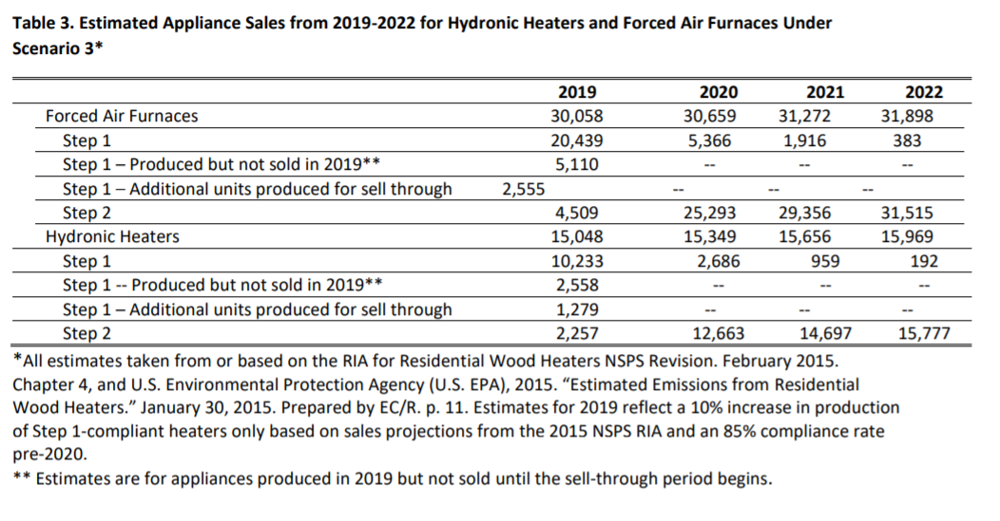 Table 3. Estimated Appliance Sales from 2019-2022 for Hydronic Heaters and Forced Air Furnaces Under
Scenario 3*
2019 2020 2021 2022
Forced Air Furnaces 30,058 30,659 31,272 31,898
Step 1 20,439 5,366 1,916 383
Step 1 – Produced but not sold in 2019** 5,110 -- -- --
Step 1 – Additional units produced for sell through 2,555 -- -- --
Step 2 4,509 25,293 29,356 31,515
Hydronic Heaters 15,048 15,349 15,656 15,969
Step 1 10,233 2,686 959 192
Step 1 -- Produced but not sold in 2019** 2,558 -- -- --
Step 1 – Additional units produced for sell through 1,279 -- -- --
Step 2 2,257 12,663 14,697 15,777
*All estimates taken from or based on the RIA for Residential Wood Heaters NSPS Revision. February 2015.
Chapter 4, and U.S. Environmental Protection Agency (U.S. EPA), 2015. “Estimated Emissions from Residential
Wood Heaters.” January 30, 2015. Prepared by EC/R. p. 11. Estimates for 2019 reflect a 10% increase in production
of Step 1-compliant heaters only based on sales projections from the 2015 NSPS RIA and an 85% compliance rate
pre-2020.
** Estimates are for appliances produced in 2019 but not sold until the sell-through period begins.